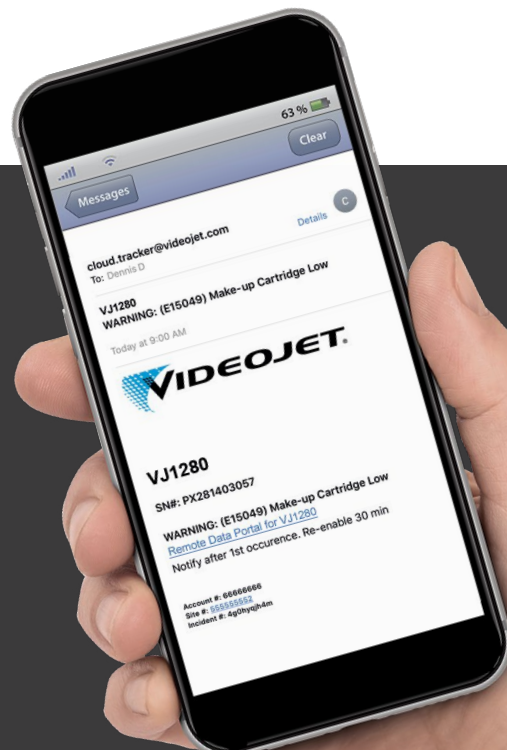 63 %
Messages
Clear
cloud.tracker@videojet.com
To: Dennis D
Details
C
VJ1280
WARNING: (E15049) Make-up Cartridge Low
Today at 9:00 AM
VIDEOJET.
VJ1280
SN#: PX281403057
WARNING: (E15049) Make-up Cartridge Low
Remote Data Portal for VJ1280
Notify after 1st occurence. Re-enable 30 min
Account #: 66666666
Site #: 555555552
Incident #: 4g0hyqjh4m